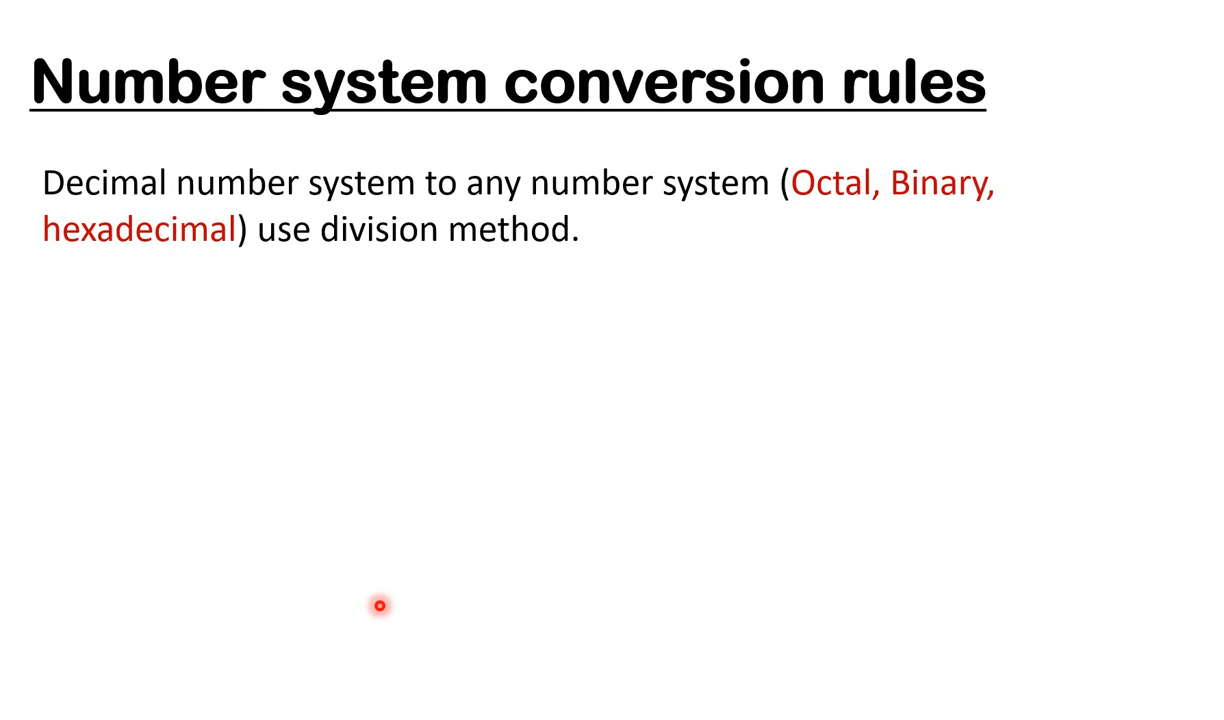 Number system conversion rules
Decimal number system to any number system (Octal, Binary,
hexadecimal) use division method.